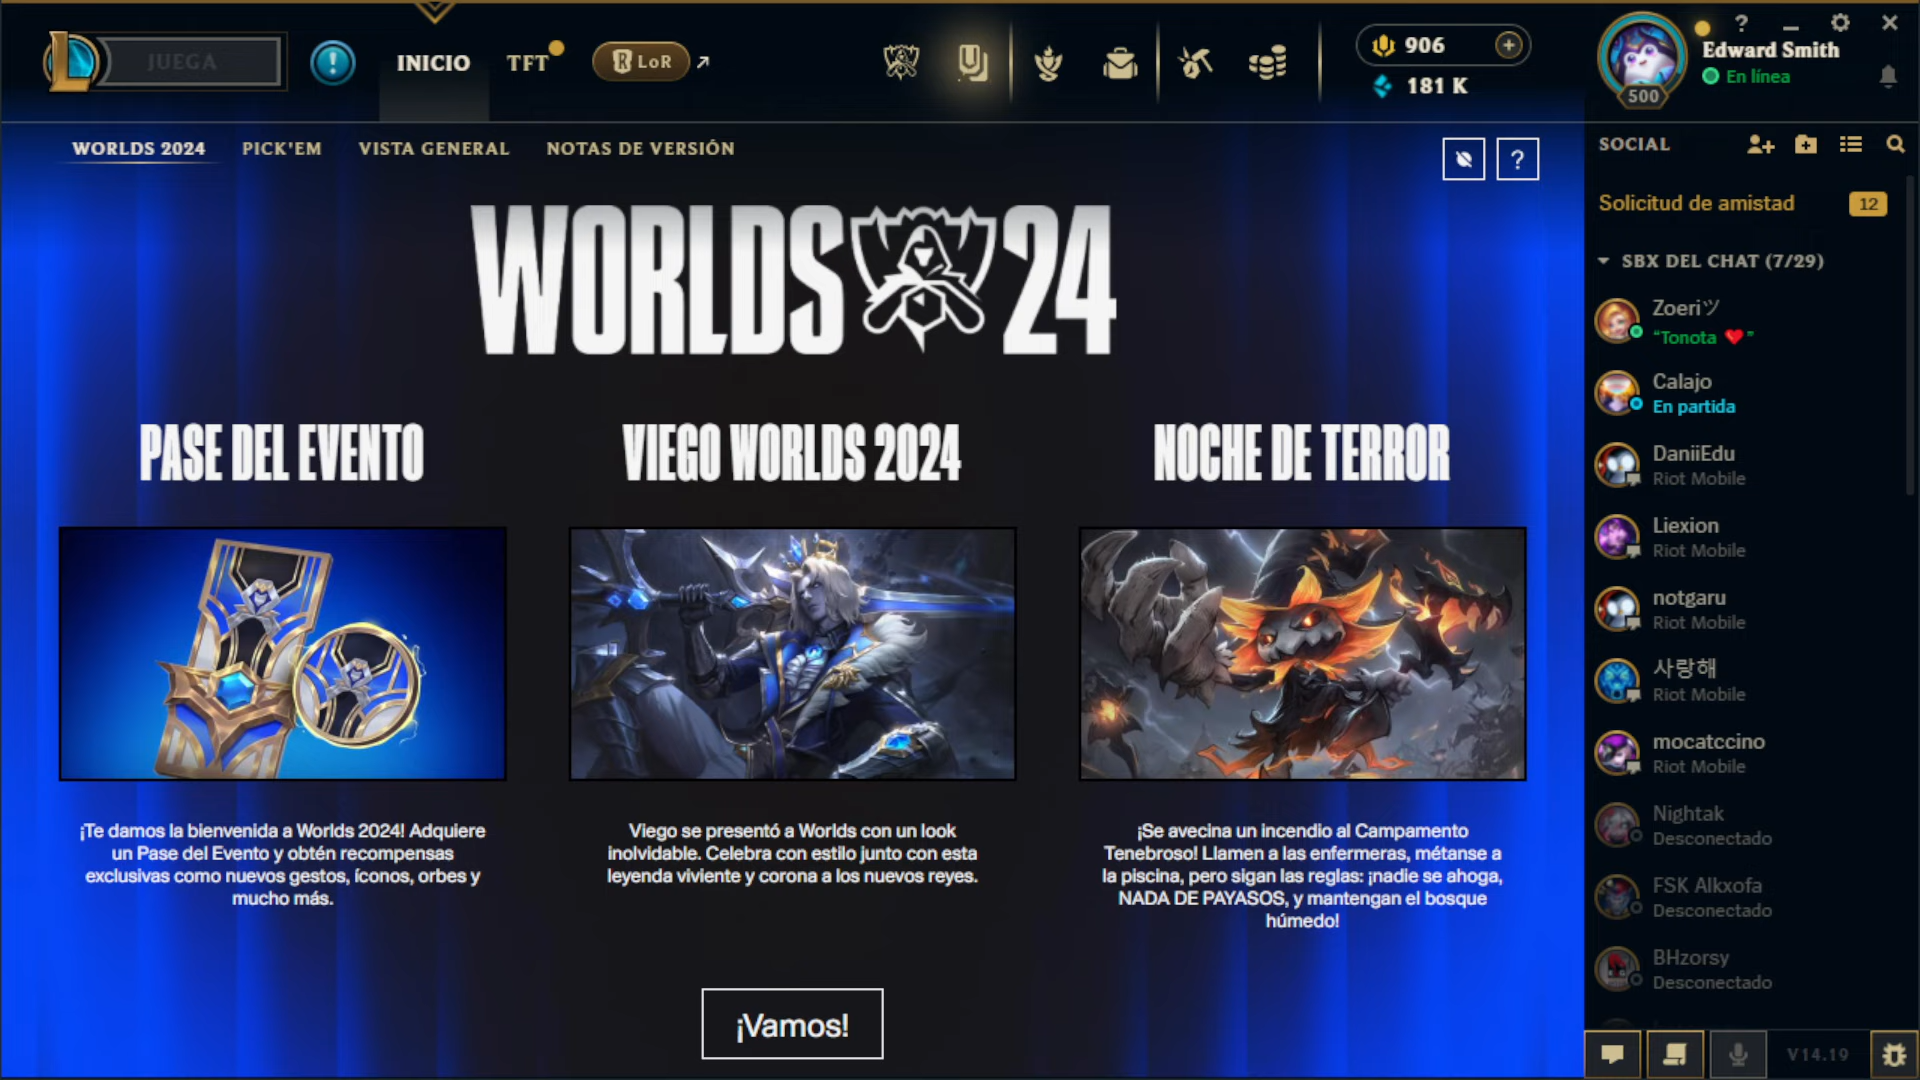 JUEGA
INICIO
TFT
LoR
906
181 K
?
500
Edward Smith
En línea
WORLDS 2024
PICK'EM
VISTA GENERAL
NOTAS DE VERSIÓN
?
SOCIAL
Solicitud de amistad
12
SBX DEL CHAT (7/29)
WORLDS 24
PASE DEL EVENTO
VIEGO WORLDS 2024
NOCHE DE TERROR
¡Te damos la bienvenida a Worlds 2024! Adquiere
un Pase del Evento y obtén recompensas
exclusivas como nuevos gestos, íconos, orbes y
mucho más.
Viego se presentó a Worlds con un look
inolvidable. Celebra con estilo junto con esta
leyenda viviente y corona a los nuevos reyes.
¡Se avecina un incendio al Campamento
Tenebroso! Llamen a las enfermeras, métanse a
la piscina, pero sigan las reglas: ¡nadie se ahoga,
NADA DE PAYASOS, y mantengan el bosque
húmedo!
¡Vamos!
Zoeriツ
“Tonota ❤️”
Calajo
En partida
DaniiEdu
Riot Mobile
Liexion
Riot Mobile
notgaru
Riot Mobile
사랑해
Riot Mobile
mocatccino
Riot Mobile
Nightak
Desconectado
FSK Alkxofa
Desconectado
BHzorsy
Desconectado
V14.19